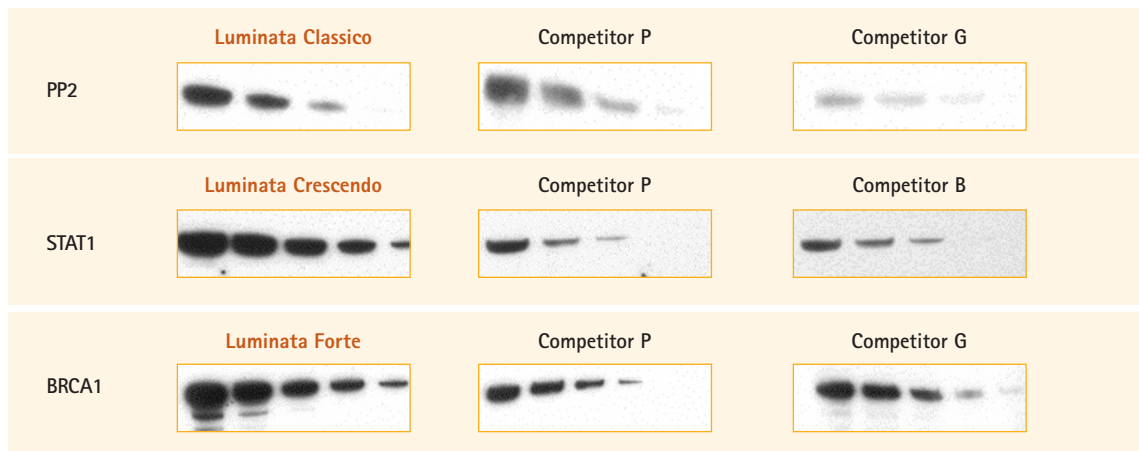 Luminata Classico Competitor P Competitor G
PP2
Luminata Crescendo Competitor P Competitor B
STAT1
Luminata Forte Competitor P Competitor G
BRCA1